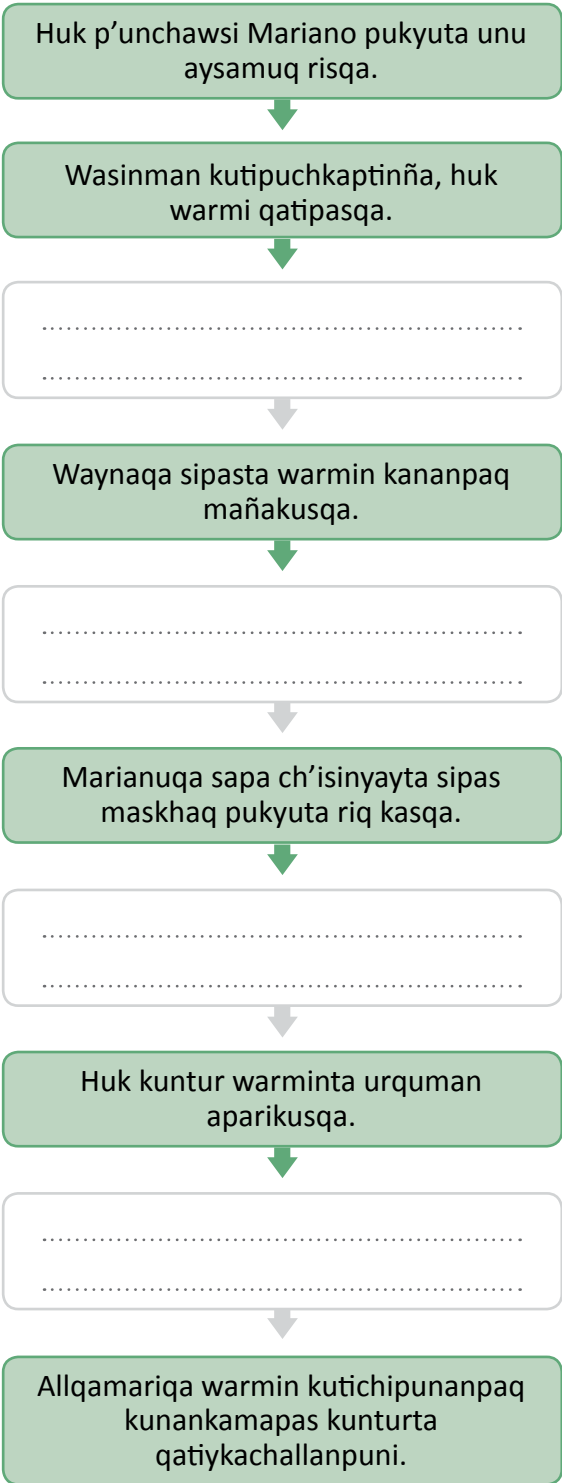 Huk p’unchawsi Mariano pukyuta unu
aysamuq risqa.
Wasinman kutipuchkaptinña, huk
warmi qatipasqa.
Waynaqa sipasta warmin kananpaq
mañakusqa.
Marianuqa sapa ch’isinyayta sipas
maskhaq pukyuta riq kasqa.
Huk kuntur warminta urquman
aparikusqa.
Allqamariqa warmin kutichipunanpaq
kunankamapas kunturta
qatiykachallanpuni.